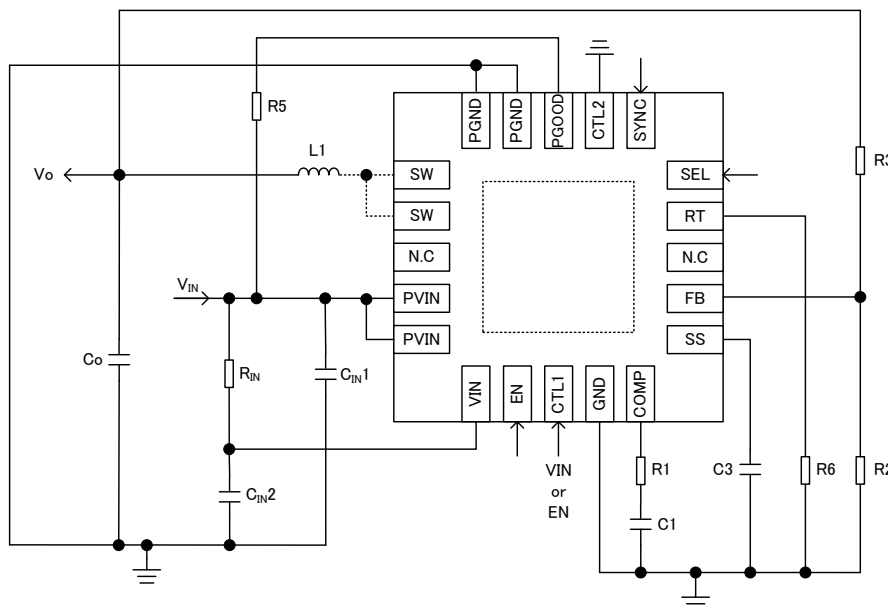 R5
PGND
PGND
PGOOD
CTL2
SYNC
L1
R3
Vo
SW
SEL
SW
RT
N.C
N.C
VIN
PVIN
FB
PVIN
SS
Co
RIN
CIN1
VIN
EN
CTL1
GND
COMP
CIN2
VIN
or
EN
R1
C3
R6
R2
C1